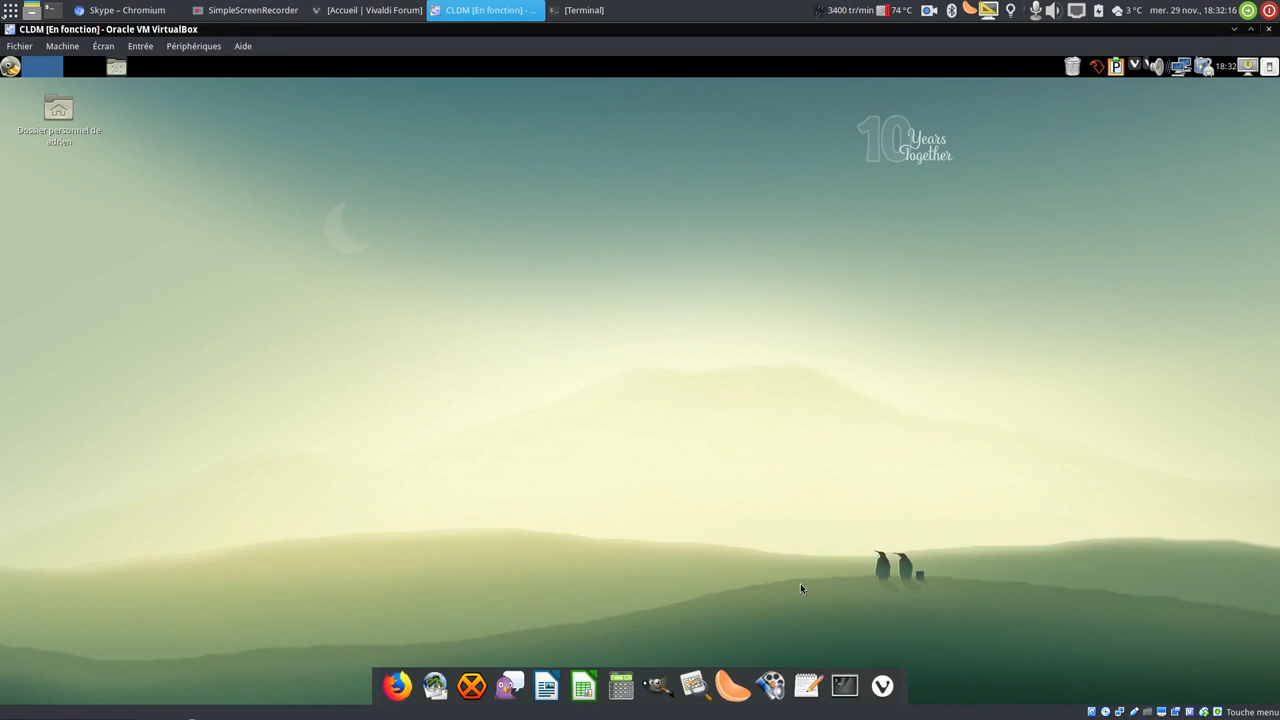 Skype – Chromium SimpleScreenRecorder [Accueil | Vivaldi Forum] CLDM [En fonction] - ... [Terminal] 3400 tr/min 74 °C 3 °C mer. 29 nov., 18:32:16
CLDM [En fonction] - Oracle VM VirtualBox
Fichier Machine Écran Entrée Périphériques Aide
18:32
Dossier personnel de
adrien
10 Years
Together
Touche menu